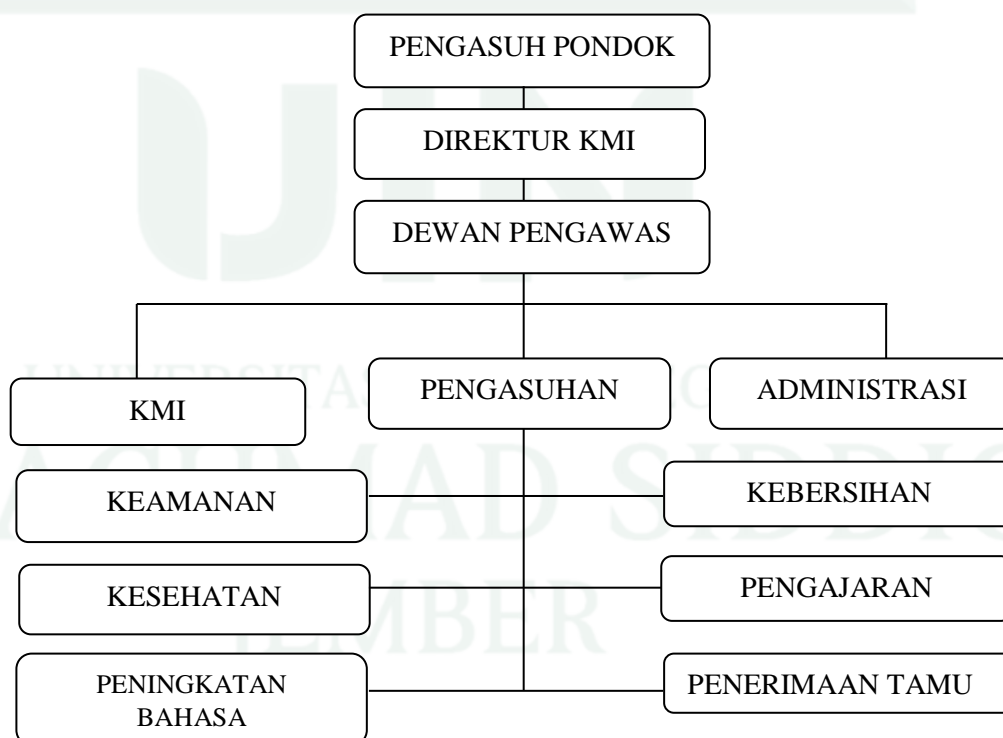 PENGASUH PONDOK
DIREKTUR KMI
DEWAN PENGAWAS
KMI
PENGASUHAN
ADMINISTRASI
KEAMANAN
KEBERSIHAN
KESEHATAN
PENGAJARAN
PENINGKATAN
BAHASA
PENERIMAAN TAMU